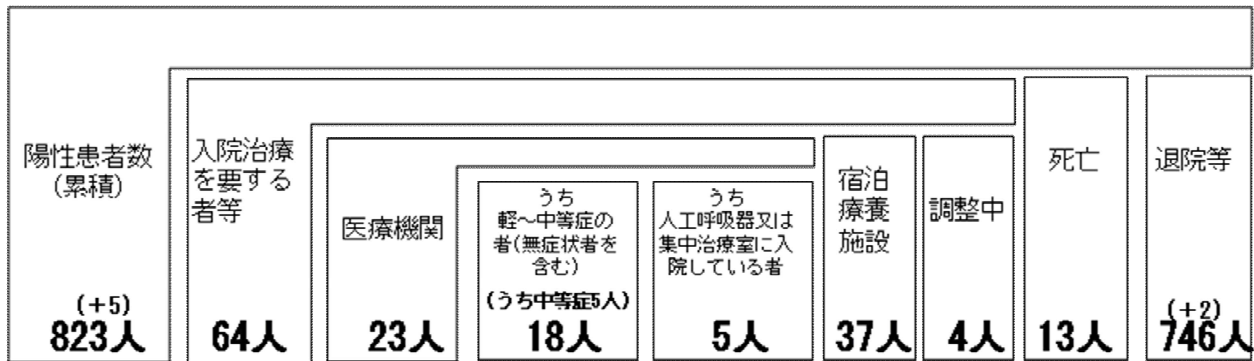 陽性患者数
(累積)
(+5)
823人
入院治療
を要する
者等
64人
医療機関
23人
うち
軽～中等症の
者(無症状者を
含む)
(うち中等症5人)
18人
うち
人工呼吸器又は
集中治療室に入
院している者
5人
宿泊
療養
施設
37人
調整中
4人
死亡
13人
退院等
(+2)
746人